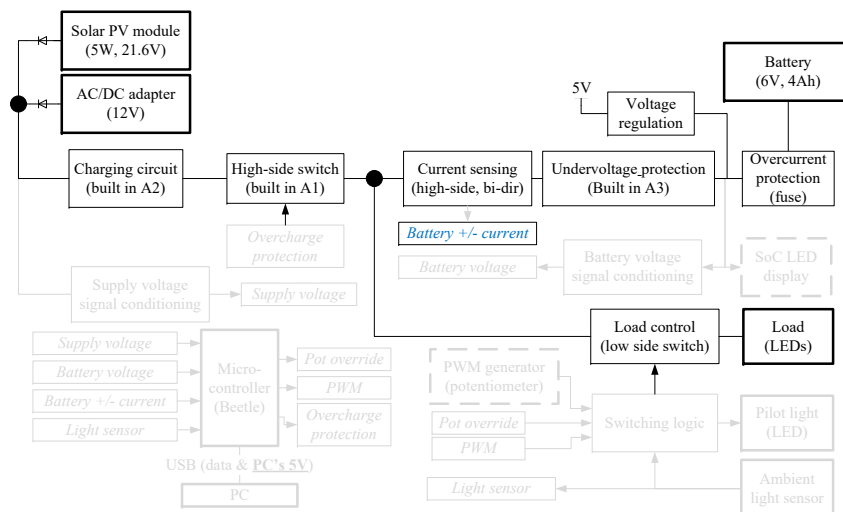 Solar PV module
(5W, 21.6V)
AC/DC adapter
(12V)
Battery
(6V, 4Ah)
5V
Voltage
regulation
Charging circuit
(built in A2)
High-side switch
(built in A1)
Current sensing
(high-side, bi-dir)
Undervoltage protection
(Built in A3)
Overcurrent
protection
(fuse)
Overcharge
protection
Battery +/- current
Battery voltage
Battery voltage
signal conditioning
SoC LED
display
Supply voltage
signal conditioning
Supply voltage
Load control
(low side switch)
Load
(LEDs)
Supply voltage
Battery voltage
Battery +/- current
Light sensor
Micro-
controller
(Beetle)
Pot override
PWM
Overcharge
protection
USB (data & PC's 5V)
PC
PWM generator
(potentiometer)
Pot override
PWM
Switching logic
Pilot light
(LED)
Light sensor
Ambient
light sensor